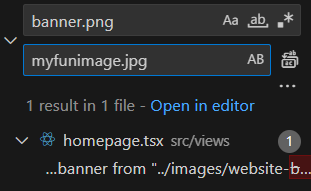 banner.png
Aa ab .*
myfunimage.jpg
AB
1 result in 1 file - Open in editor
homepage.tsx src/views
1
...banner from "../images/website-b...